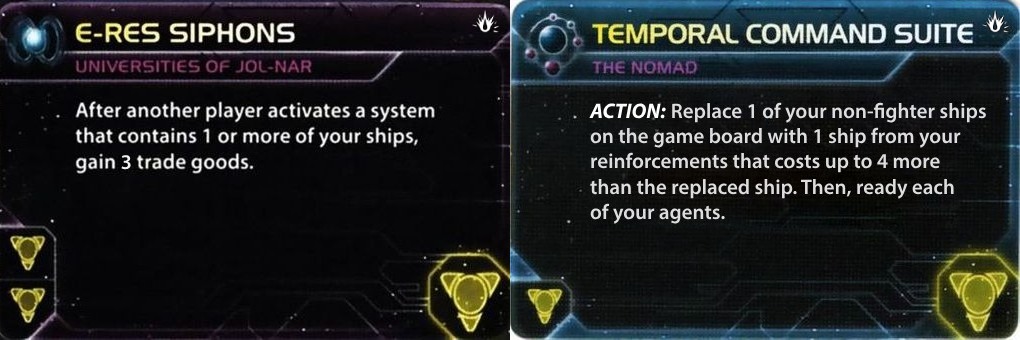 E-RES SIPHONS
UNIVERSITIES OF JOL-NAR
After another player activates a system
that contains 1 or more of your ships,
gain 3 trade goods.
TEMPORAL COMMAND SUITE
THE NOMAD
ACTION: Replace 1 of your non-fighter ships
on the game board with 1 ship from your
reinforcements that costs up to 4 more
than the replaced ship. Then, ready each
of your agents.